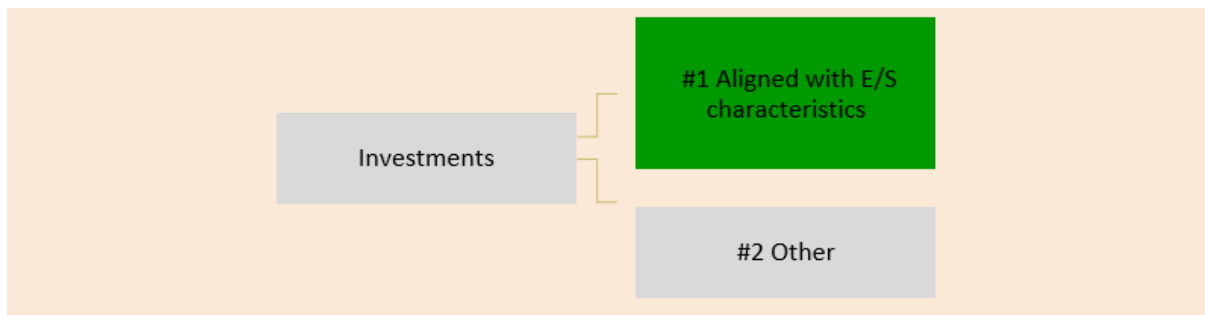 #1 Aligned with E/S
characteristics
Investments
#2 Other